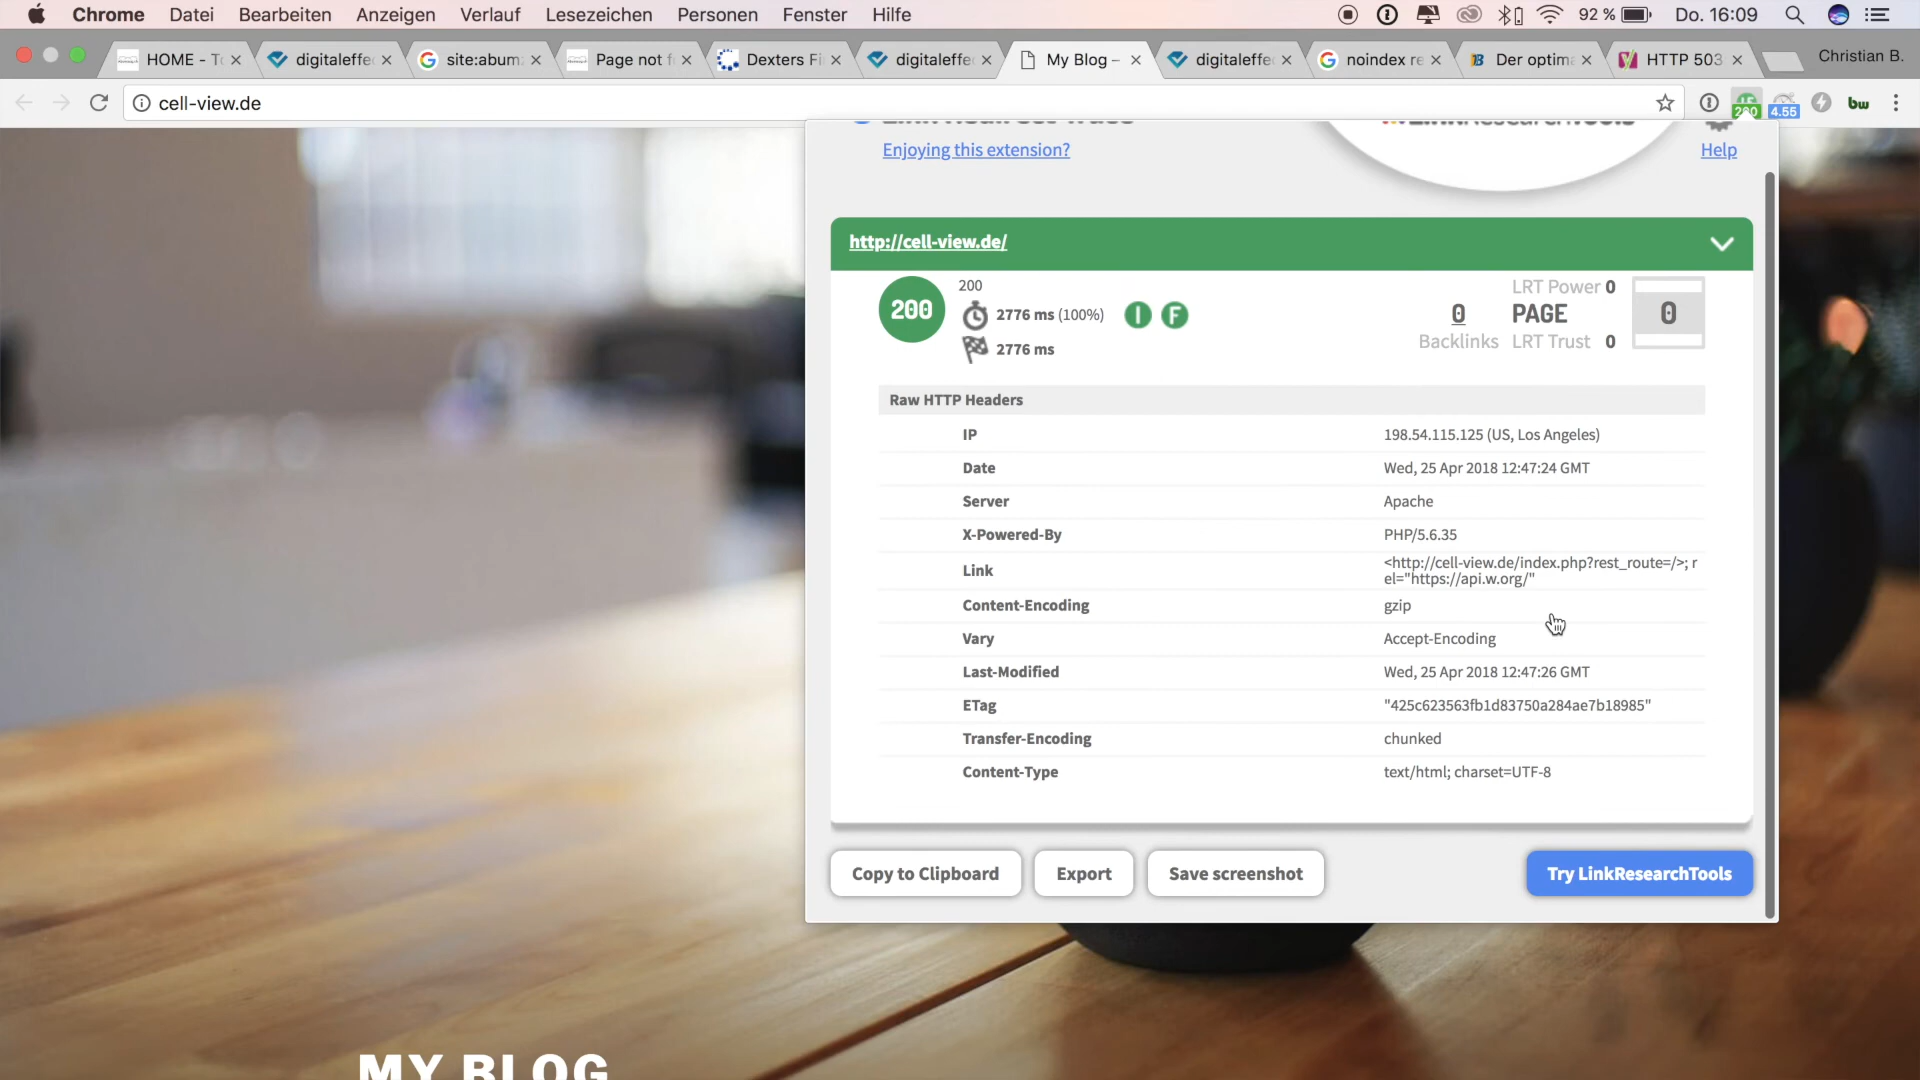 Chrome Datei Bearbeiten Anzeigen Verlauf Lesezeichen Personen Fenster Hilfe 92 % Do. 16:09
HOME - To digitaleffe site:abum Page not f Dexters Fi digitaleffe My Blog – digitaleffe noindex re Der optima HTTP 503 Christian B.
cell-view.de 200 4.55 bw
Enjoying this extension? Help
http://cell-view.de/
200 200 LRT Power 0
2776 ms (100%) I F 0 PAGE 0
2776 ms Backlinks LRT Trust 0
Raw HTTP Headers
IP 198.54.115.125 (US, Los Angeles)
Date Wed, 25 Apr 2018 12:47:24 GMT
Server Apache
X-Powered-By PHP/5.6.35
Link <http://cell-view.de/index.php?rest_route=/>; r
el="https://api.w.org/"
Content-Encoding gzip
Vary Accept-Encoding
Last-Modified Wed, 25 Apr 2018 12:47:26 GMT
ETag "425c623563fb1d83750a284ae7b18985"
Transfer-Encoding chunked
Content-Type text/html; charset=UTF-8
Copy to Clipboard Export Save screenshot Try LinkResearchTools
MY BLOG